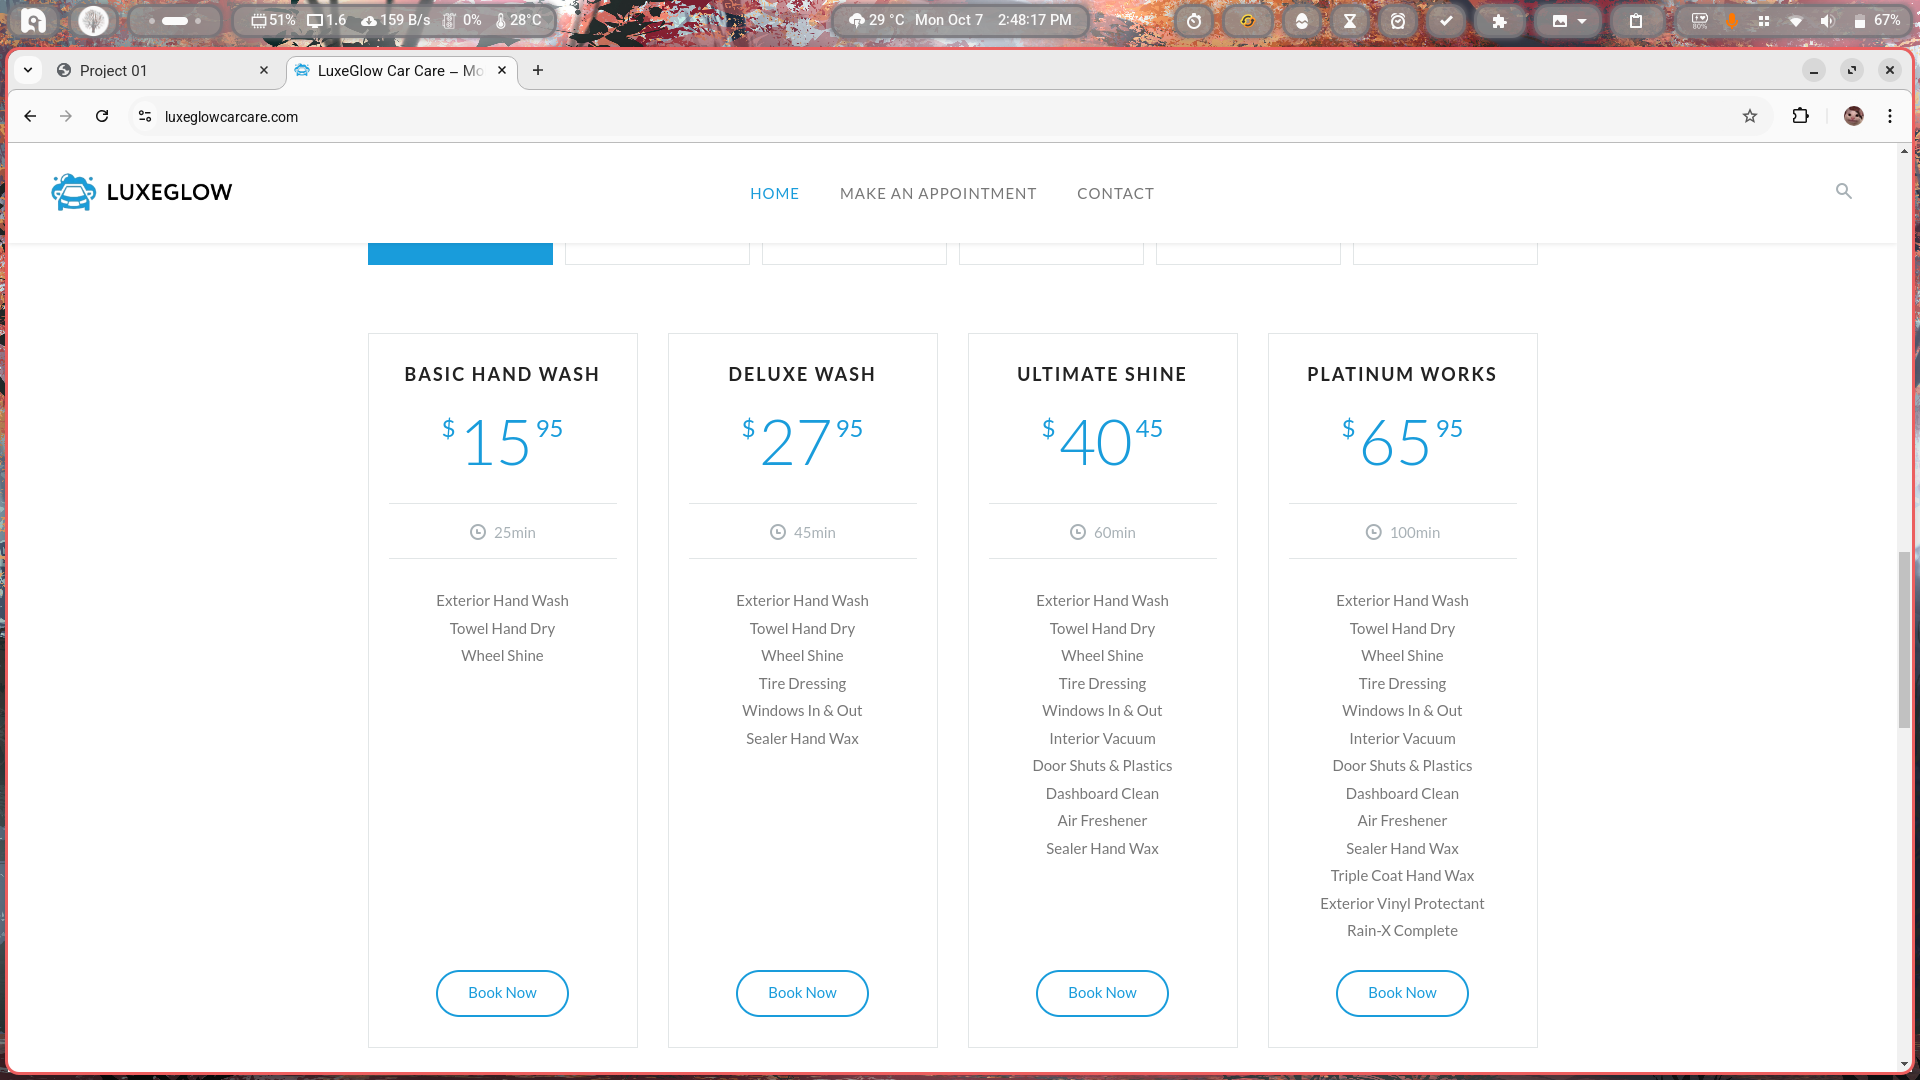 51% 1.6 159 B/s 0% 28°C 29 °C Mon Oct 7 2:48:17 PM 80% 67%
Project 01 LuxeGlow Car Care – Mo
luxeglowcarcare.com
LUXEGLOW HOME MAKE AN APPOINTMENT CONTACT
BASIC HAND WASH
$15 95
25min
Exterior Hand Wash
Towel Hand Dry
Wheel Shine
Book Now
DELUXE WASH
$27 95
45min
Exterior Hand Wash
Towel Hand Dry
Wheel Shine
Tire Dressing
Windows In & Out
Sealer Hand Wax
Book Now
ULTIMATE SHINE
$40 45
60min
Exterior Hand Wash
Towel Hand Dry
Wheel Shine
Tire Dressing
Windows In & Out
Interior Vacuum
Door Shuts & Plastics
Dashboard Clean
Air Freshener
Sealer Hand Wax
Book Now
PLATINUM WORKS
$65 95
100min
Exterior Hand Wash
Towel Hand Dry
Wheel Shine
Tire Dressing
Windows In & Out
Interior Vacuum
Door Shuts & Plastics
Dashboard Clean
Air Freshener
Sealer Hand Wax
Triple Coat Hand Wax
Exterior Vinyl Protectant
Rain-X Complete
Book Now